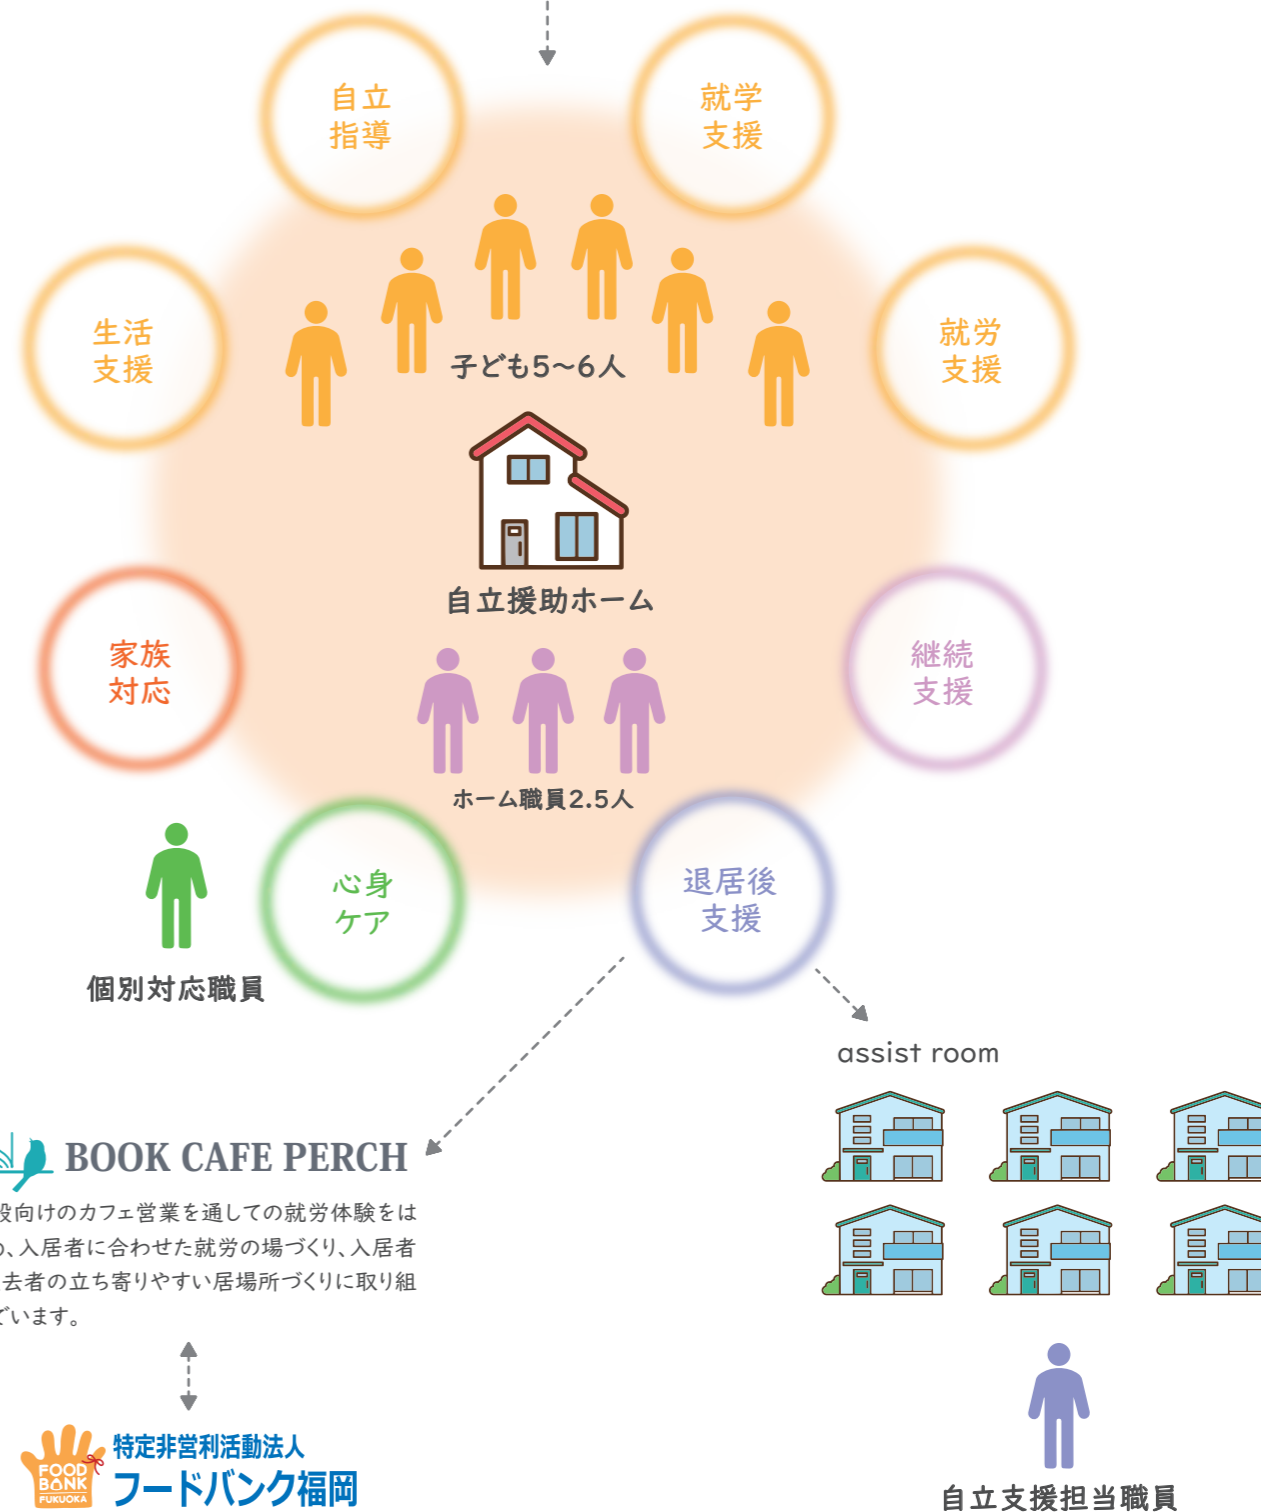 自立
指導
就学
支援
生活
支援
就労
支援
子ども5〜6人
自立援助ホーム
家族
対応
継続
支援
ホーム職員2.5人
心身
ケア
退居後
支援
個別対応職員
assist room
BOOK CAFE PERCH
設向けのカフェ営業を通しての就労体験をは
め、入居者に合わせた就労の場づくり、入居者
去者の立ち寄りやすい居場所づくりに取り組
でいます。
FOOD
BANK
FUKUOKA
特定非営利活動法人
フードバンク福岡
自立支援担当職員